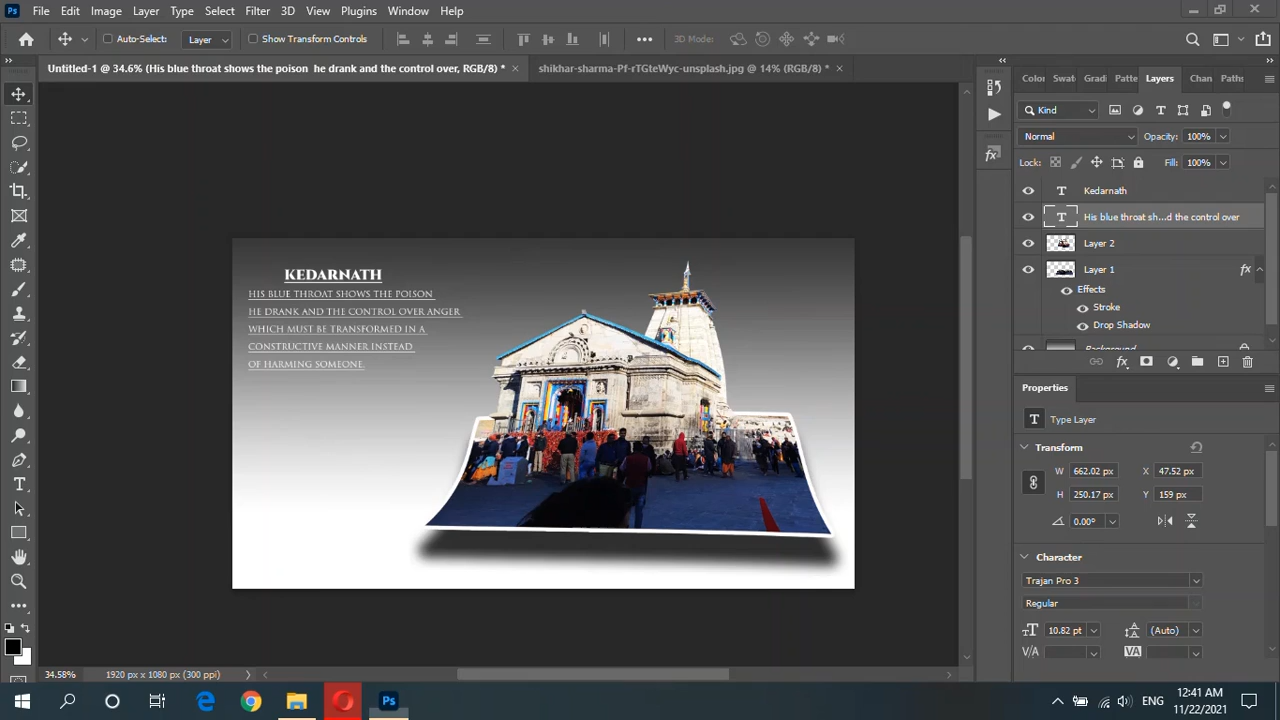 File Edit Image Layer Type Select Filter 3D View Plugins Window Help
Auto-Select: Layer Show Transform Controls 3D Mode:
Untitled-1 @ 34.6% (His blue throat shows the poison he drank and the control over, RGB/8) * shikhar-sharma-Pf-rTGteWyc-unsplash.jpg @ 14% (RGB/8) *
Color Swat Gradi Patte Layers Chan Paths
Kind
Normal Opacity: 100%
Lock: Fill: 100%
Kedarnath
His blue throat sh...d the control over
Layer 2
Layer 1 fx
Effects
Stroke
Drop Shadow
Background
KEDARNATH
HIS BLUE THROAT SHOWS THE POISON
HE DRANK AND THE CONTROL OVER ANGER
WHICH MUST BE TRANSFORMED IN A
CONSTRUCTIVE MANNER INSTEAD
OF HARMING SOMEONE.
Properties
Type Layer
Transform
W 662.02 px X 47.52 px
H 250.17 px Y 159 px
0.00°
Character
Trajan Pro 3
Regular
10.82 pt (Auto)
34.58% 1920 px x 1080 px (300 ppi)
Ps ENG 12:41 AM
11/22/2021